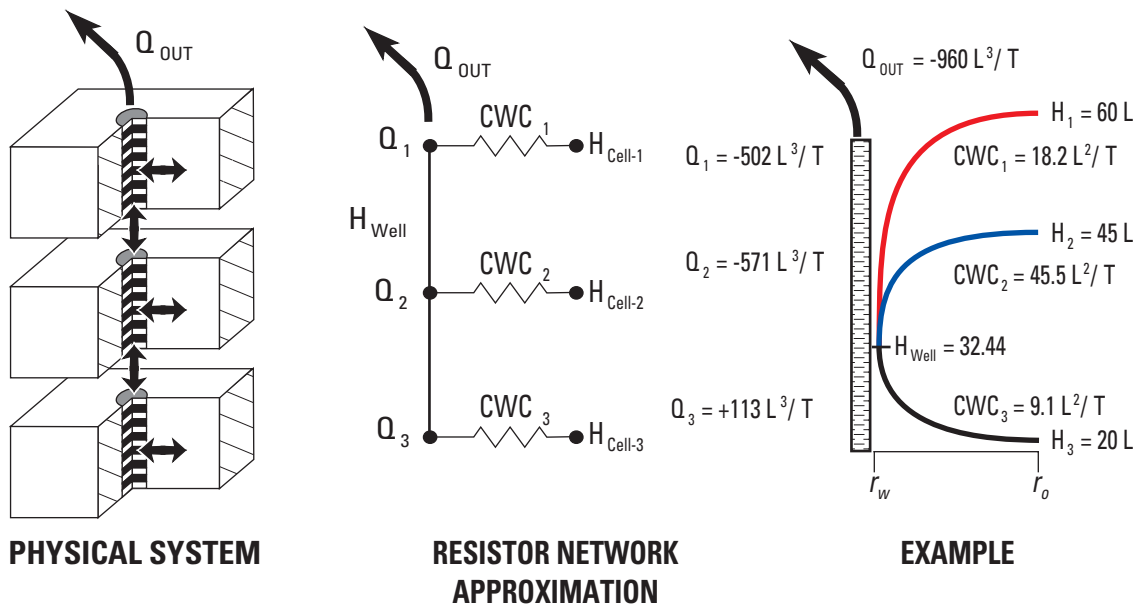 Q OUT
PHYSICAL SYSTEM
Q OUT
Q₁
CWC ₁
H Cell-1
H Well
Q₂
CWC ₂
H Cell-2
Q₃
CWC ₃
H Cell-3
RESISTOR NETWORK
APPROXIMATION
Q OUT = -960 L³/ T
H₁ = 60 L
Q₁ = -502 L³/ T
CWC₁ = 18.2 L²/ T
H₂ = 45 L
Q₂ = -571 L³/ T
CWC₂ = 45.5 L²/ T
H Well = 32.44
Q₃ = +113 L³/ T
CWC₃ = 9.1 L²/ T
H₃ = 20 L
r w
r o
EXAMPLE